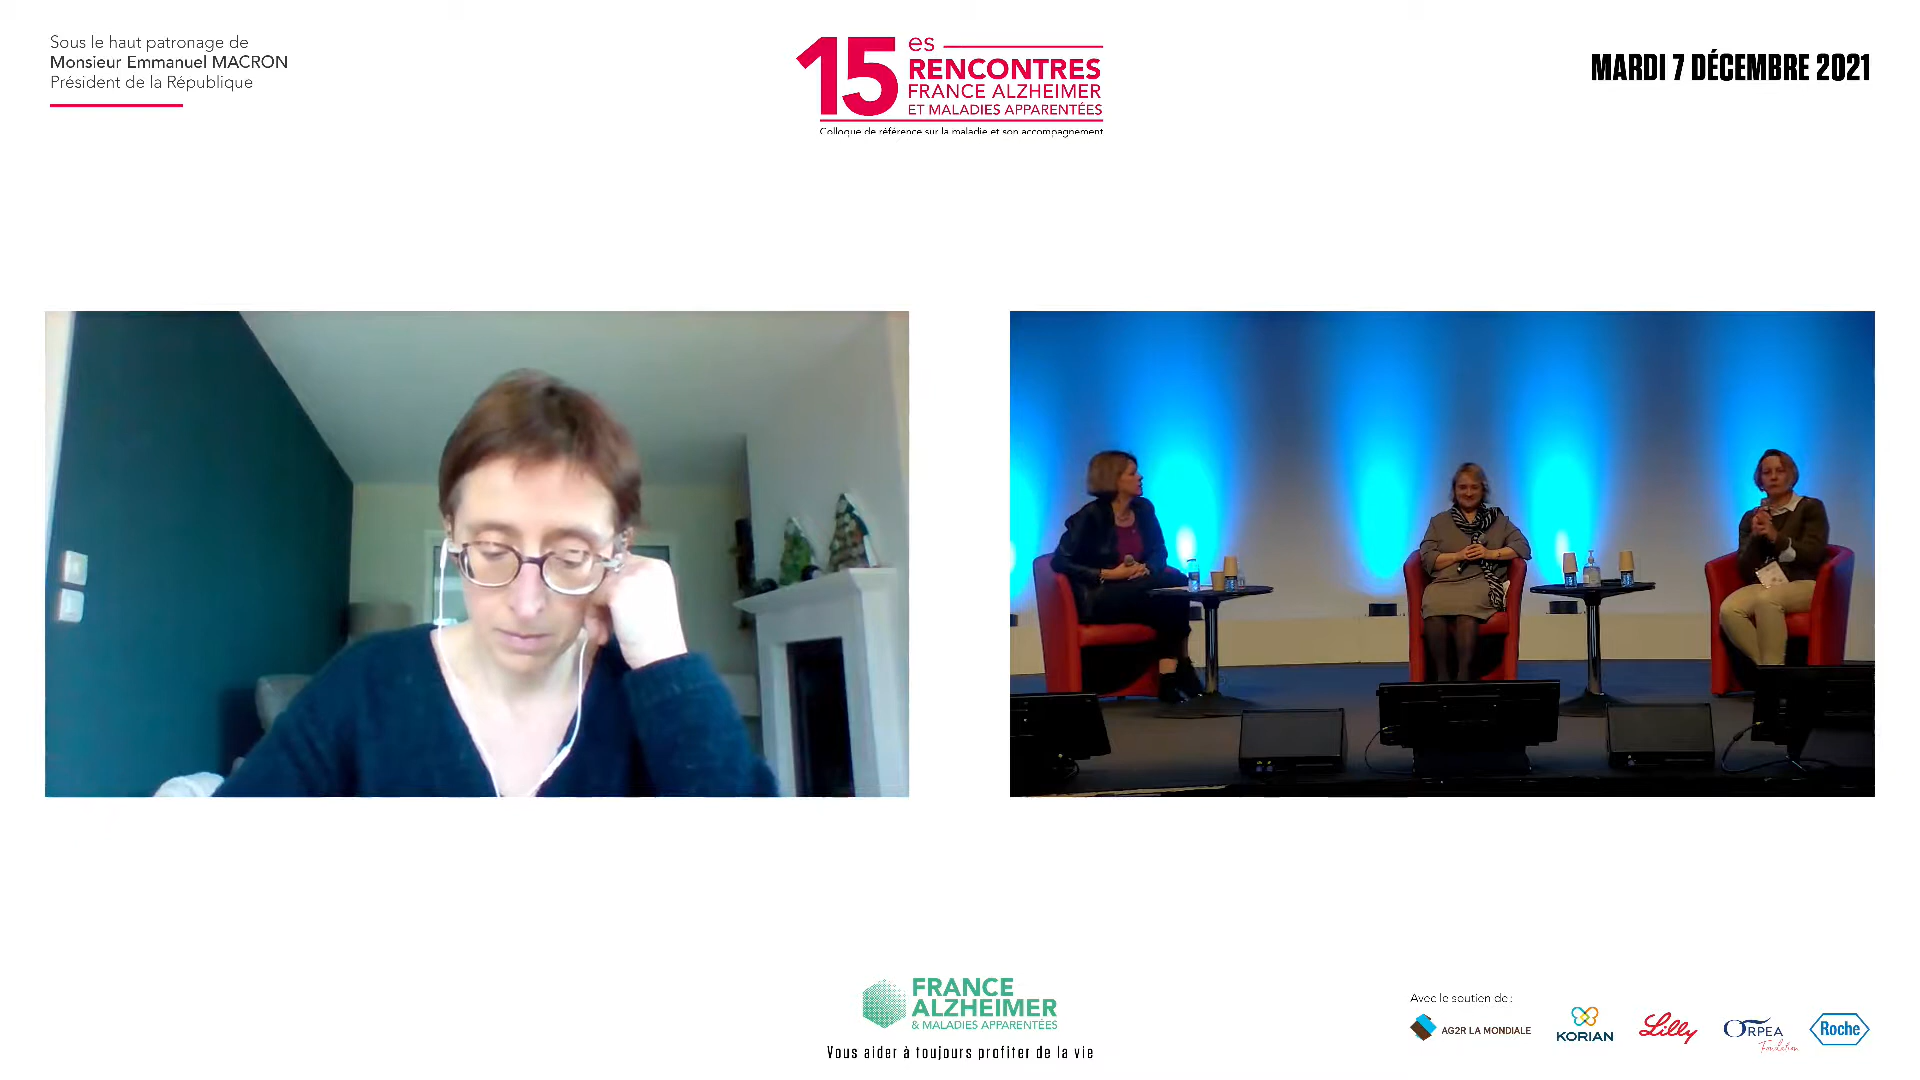 Sous le haut patronage de
Monsieur Emmanuel MACRON
Président de la République
15es
RENCONTRES
FRANCE ALZHEIMER
ET MALADIES APPARENTÉES
Colloque de référence sur la maladie et son accompagnement
MARDI 7 DÉCEMBRE 2021
FRANCE
ALZHEIMER
& MALADIES APPARENTÉES
Vous aider à toujours profiter de la vie
Avec le soutien de :
AG2R LA MONDIALE
KORIAN
Lilly
ORPEA
Fondation
Roche